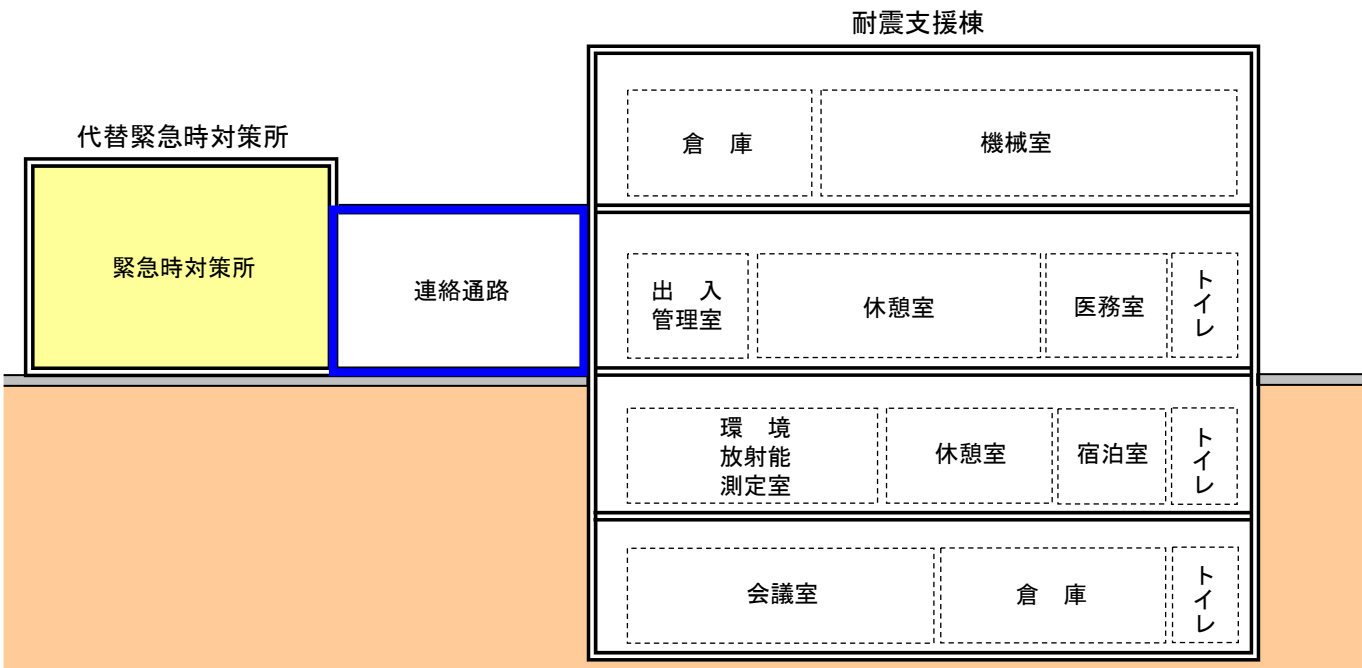 耐震支援棟
倉　庫
機械室
代替緊急時対策所
緊急時対策所
連絡通路
出　入
管理室
休憩室
医務室
トイレ
環　境
放射能
測定室
休憩室
宿泊室
トイレ
会議室
倉　庫
トイレ